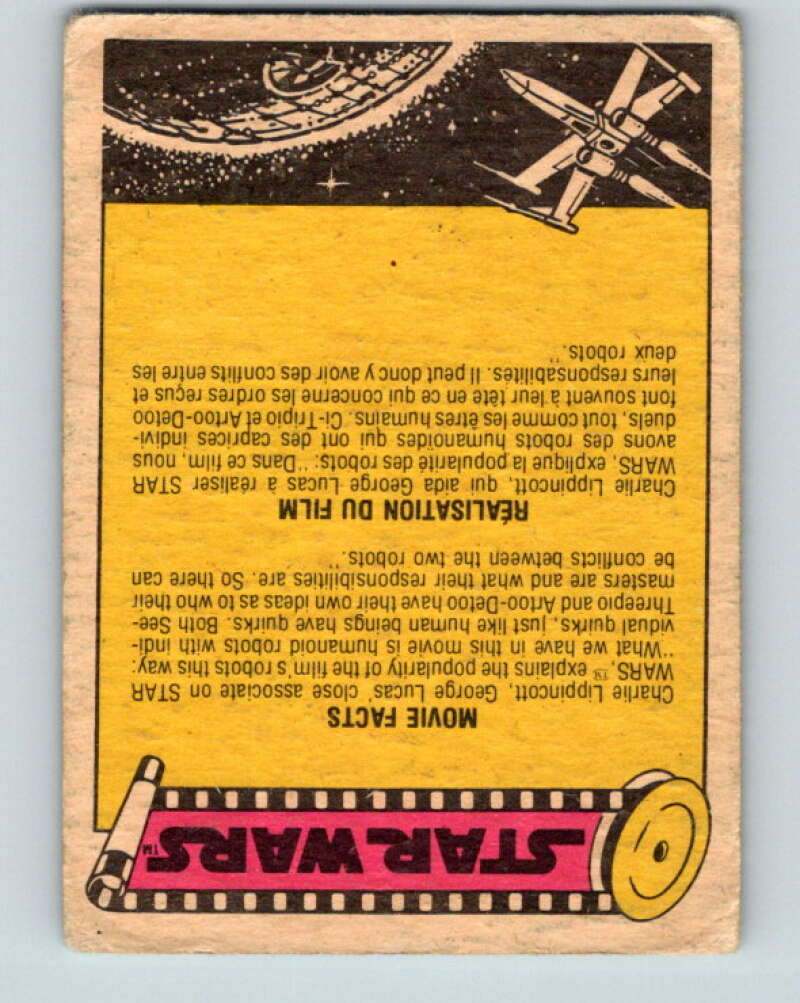 STAR WARS™
MOVIE FACTS
Charlie Lippincott, George Lucas' close associate on STAR
WARS,™ explains the popularity of the film's robots this way:
"What we have in this movie is humanoid robots with indi-
vidual quirks, just like human beings have quirks. Both See-
Threepio and Artoo-Detoo have their own ideas as to who their
masters are and what their responsibilities are. So there can
be conflicts between the two robots".
RÉALISATION DU FILM
Charlie Lippincott, qui aida George Lucas à réaliser STAR
WARS, explique la popularité des robots: "Dans ce film, nous
avons des robots humanoïdes qui ont des caprices indivi-
duels, tout comme les êtres humains. Ci-Tripio et Artoo-Detoo
font souvent à leur tête en ce qui concerne les ordres reçus et
leurs responsabilités. Il peut donc y avoir des conflits entre les
deux robots".